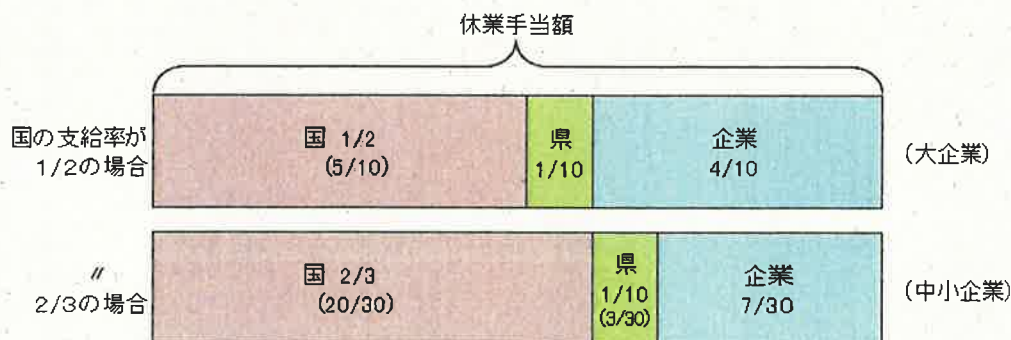 休業手当額
国の支給率が
1/2の場合
国 1/2
(5/10)
県
1/10
企業
4/10
(大企業)
〃
2/3の場合
国 2/3
(20/30)
県
1/10
(3/30)
企業
7/30
(中小企業)